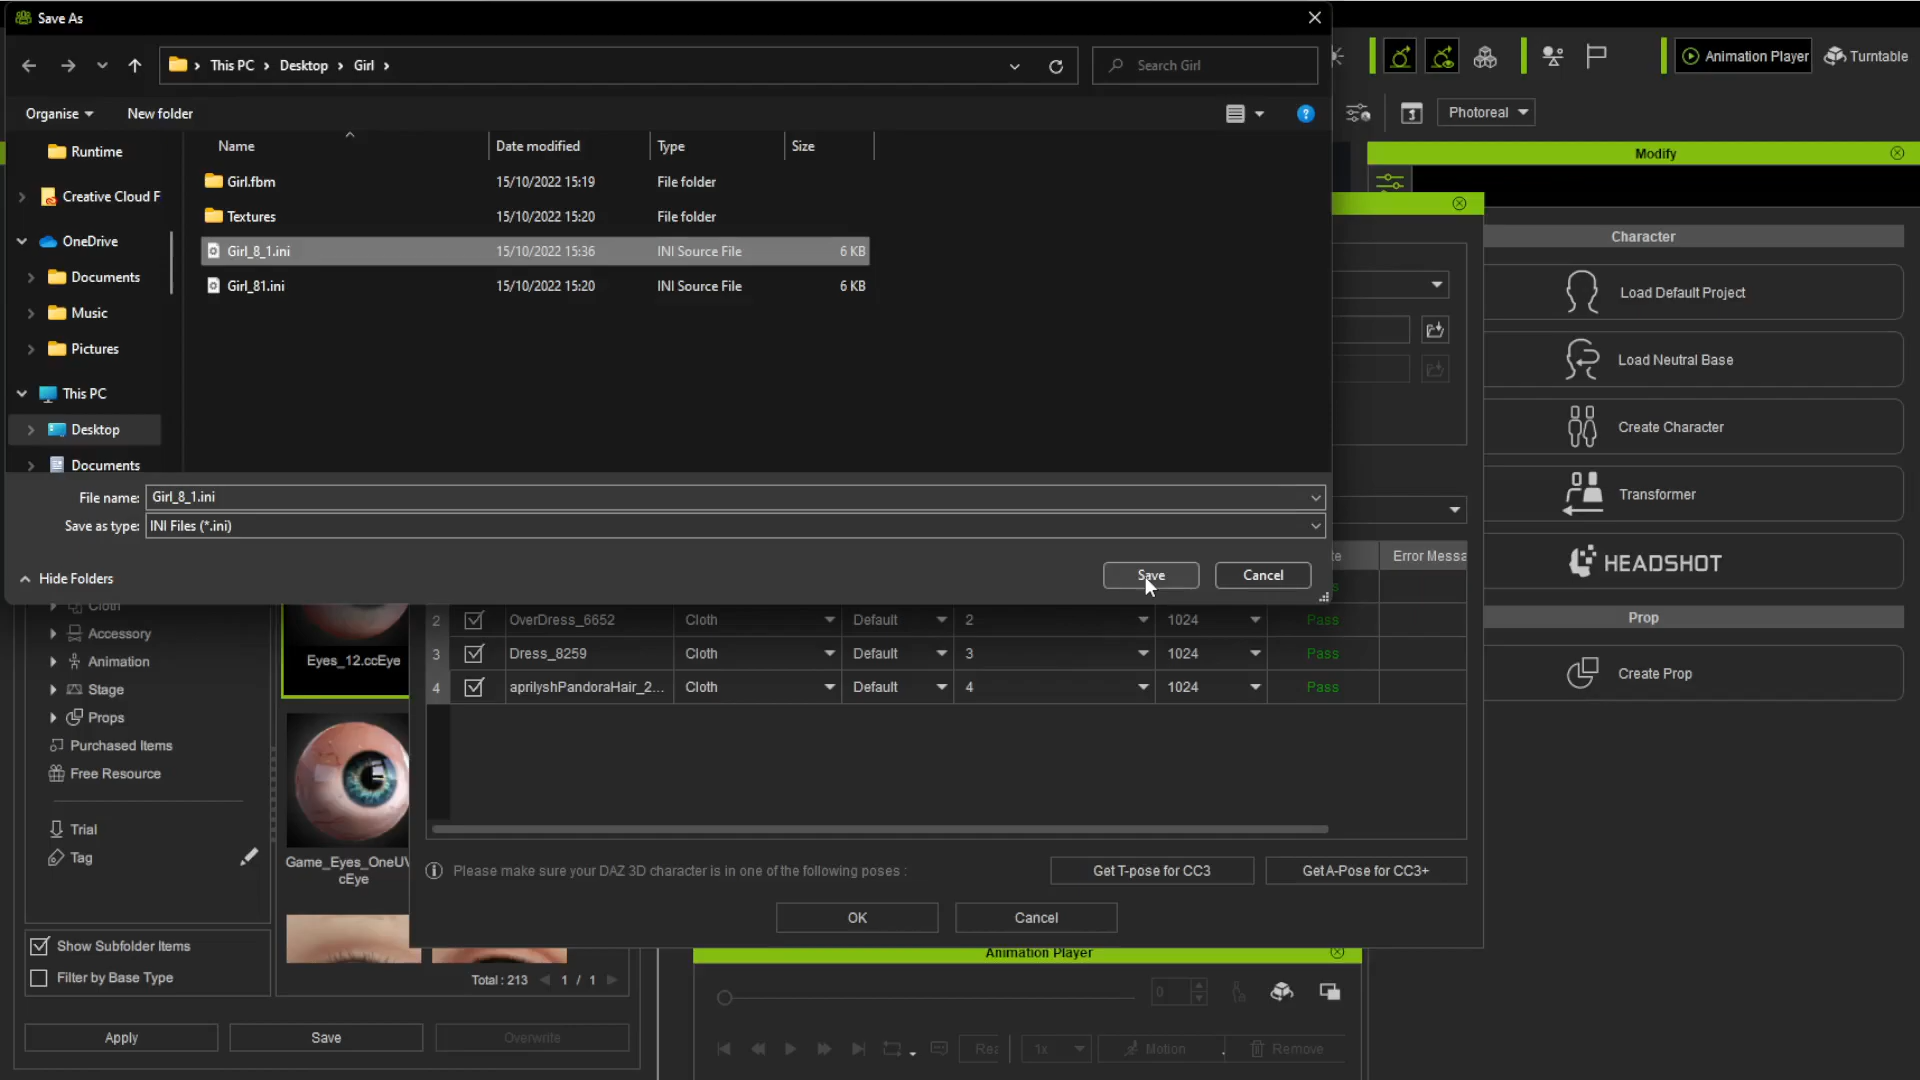 Save As
This PC > Desktop > Girl >
Search Girl
Organise
New folder
Name
Date modified
Type
Size
Girl.fbm 15/10/2022 15:19 File folder
Textures 15/10/2022 15:20 File folder
Girl_8_1.ini 15/10/2022 15:36 INI Source File 6 KB
Girl_81.ini 15/10/2022 15:20 INI Source File 6 KB
Runtime
Creative Cloud F
OneDrive
Documents
Music
Pictures
This PC
Desktop
Documents
File name: Girl_8_1.ini
Save as type: INI Files (*.ini)
Hide Folders
Save
Cancel
Animation Player
Turntable
Photoreal
Modify
Character
Load Default Project
Load Neutral Base
Create Character
Transformer
HEADSHOT
Prop
Create Prop
Error Messa
2 OverDress_6652 Cloth Default 2 1024 Pass
3 Dress_8259 Cloth Default 3 1024 Pass
4 aprilyshPandoraHair_2... Cloth Default 4 1024 Pass
Please make sure your DAZ 3D character is in one of the following poses :
Get T-pose for CC3
Get A-Pose for CC3+
OK
Cancel
Cloth
Accessory
Animation
Stage
Props
Purchased Items
Free Resource
Trial
Tag
Show Subfolder Items
Filter by Base Type
Apply
Save
Overwrite
Eyes_12.ccEye
Game_Eyes_OneUV
cEye
Total : 213
1 / 1
Animation Player
0
Rea
1x
Motion
Remove